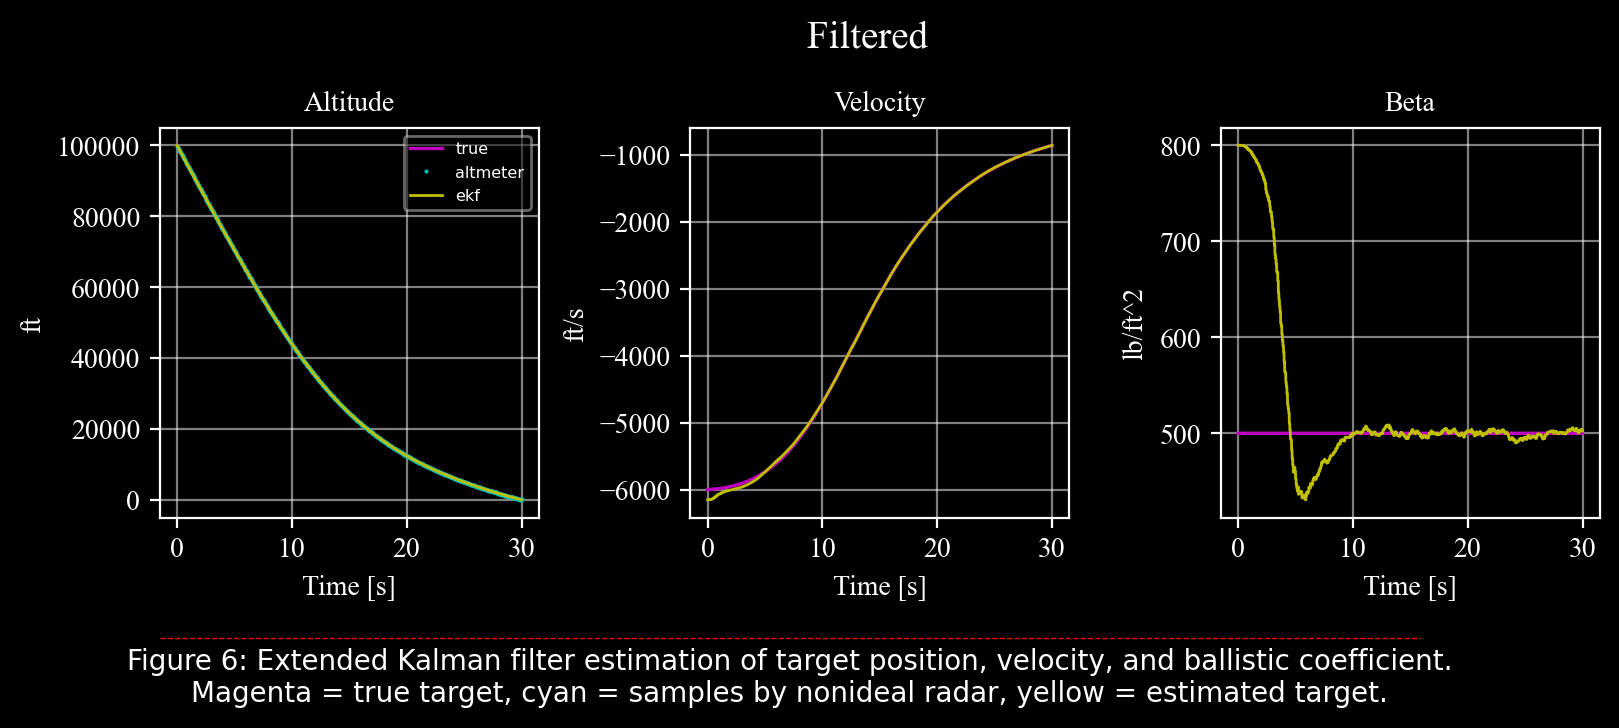 Filtered
Altitude
ft
100000
80000
60000
40000
20000
0
true
altmeter
ekf
0 10 20 30
Time [s]
Velocity
ft/s
−1000
−2000
−3000
−4000
−5000
−6000
0 10 20 30
Time [s]
Beta
lb/ft^2
800
700
600
500
0 10 20 30
Time [s]
Figure 6: Extended Kalman filter estimation of target position, velocity, and ballistic coefficient.
Magenta = true target, cyan = samples by nonideal radar, yellow = estimated target.